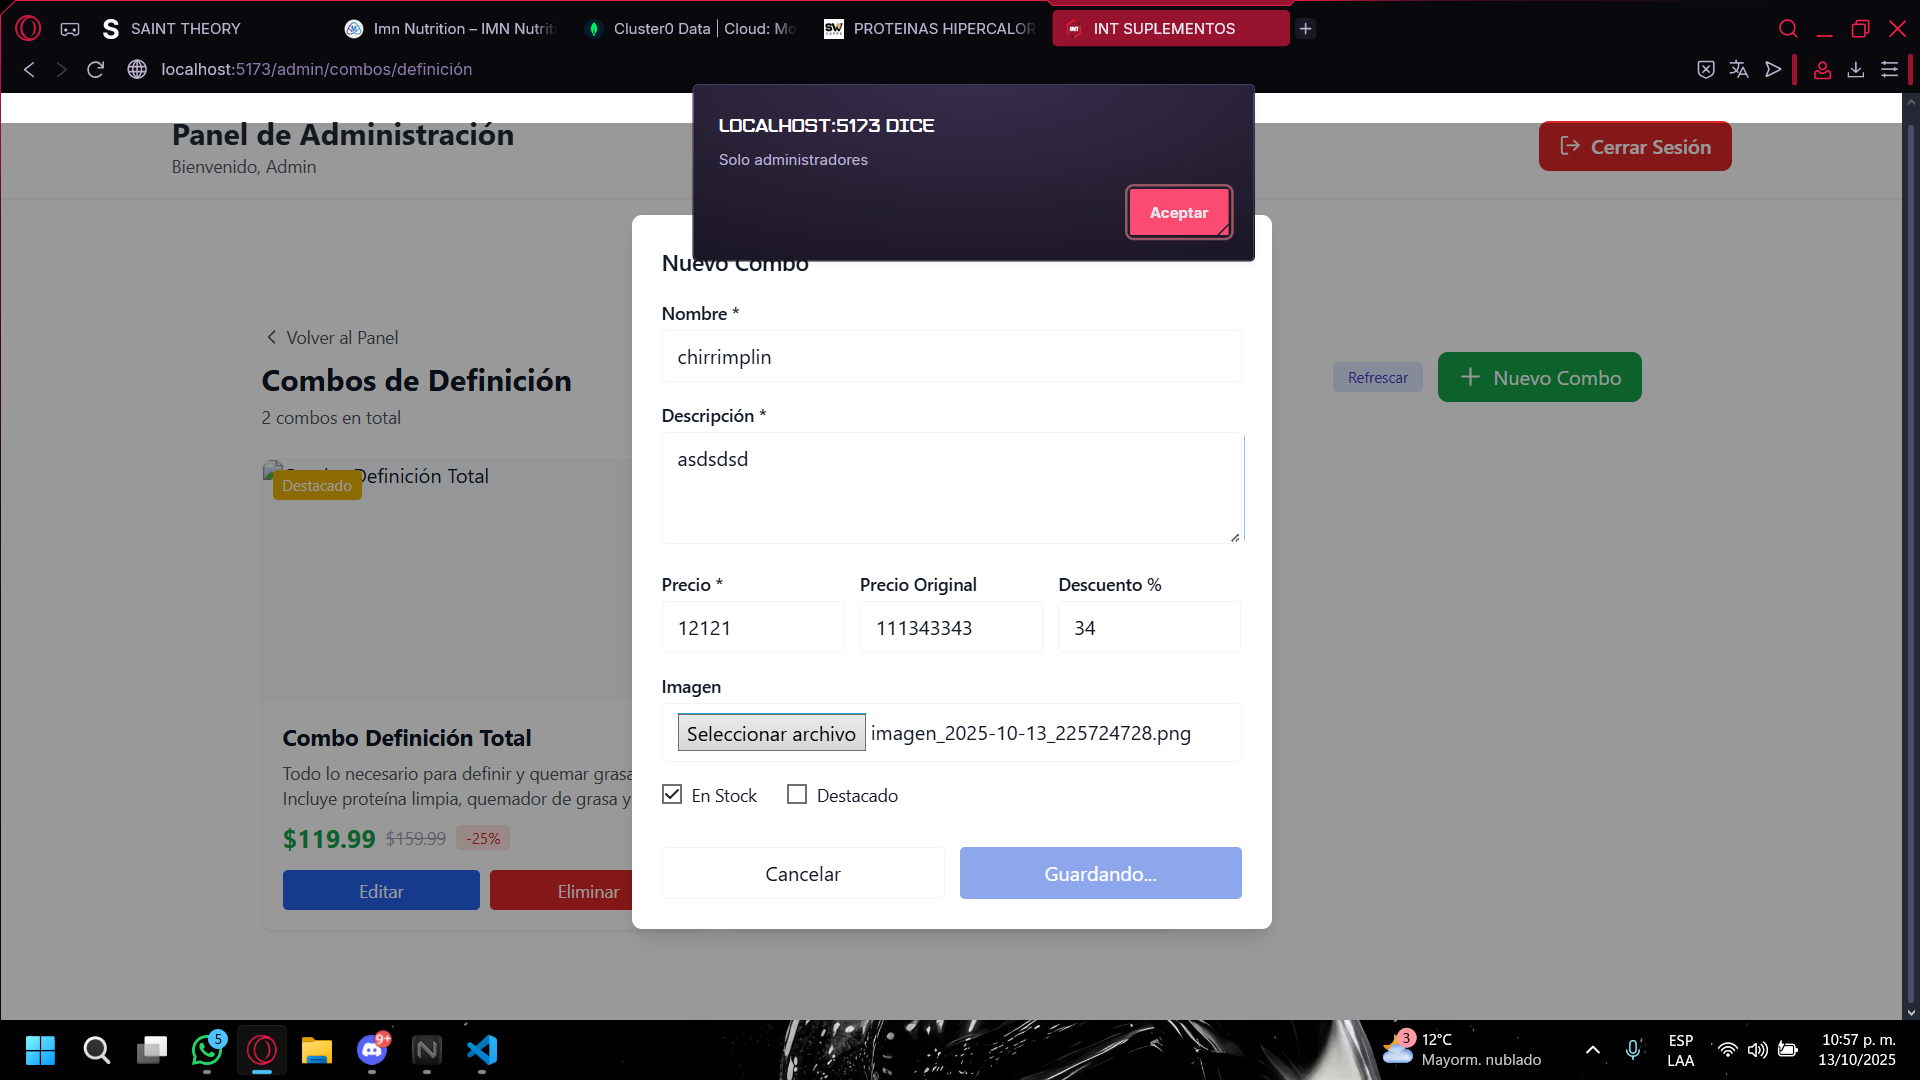 SAINT THEORY
Imn Nutrition – IMN Nutri
Cluster0 Data | Cloud: Mo
PROTEINAS HIPERCALOR
INT SUPLEMENTOS
localhost:5173/admin/combos/definición
LOCALHOST:5173 DICE
Solo administradores
Aceptar
Panel de Administración
Bienvenido, Admin
Cerrar Sesión
Volver al Panel
Combos de Definición
2 combos en total
Refrescar
Nuevo Combo
Definición Total
Destacado
Combo Definición Total
Todo lo necesario para definir y quemar grasa
Incluye proteína limpia, quemador de grasa y
$119.99 $159.99 -25%
Editar
Eliminar
Nuevo Combo
Nombre *
chirrimplin
Descripción *
asdsdsd
Precio * Precio Original Descuento %
12121 111343343 34
Imagen
Seleccionar archivo imagen_2025-10-13_225724728.png
En Stock Destacado
Cancelar
Guardando...
5
9+
3
12°C
Mayorm. nublado
ESP
LAA
10:57 p. m.
13/10/2025